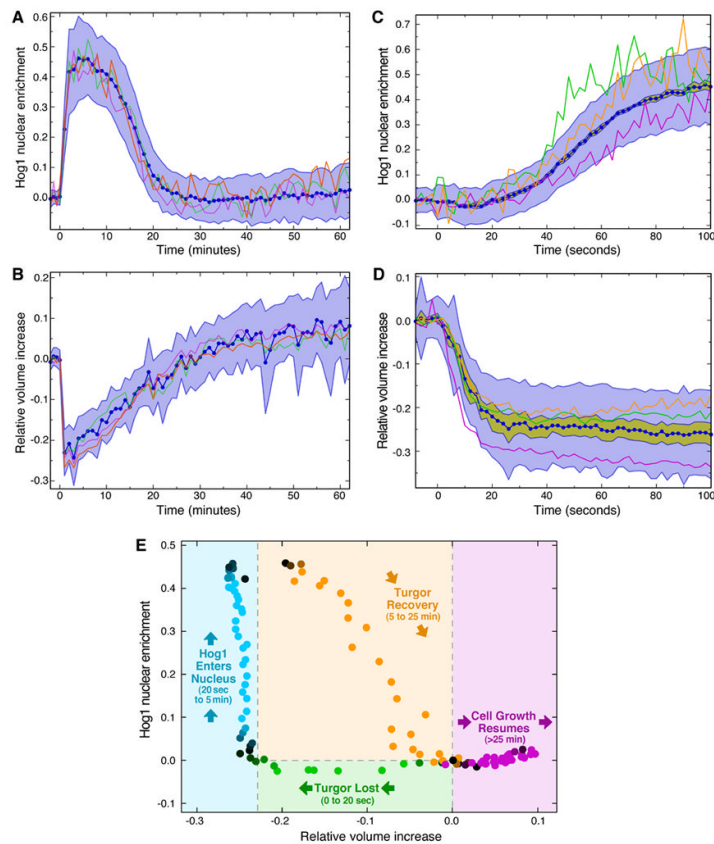 A
Hog1 nuclear enrichment
0.6
0.5
0.4
0.3
0.2
0.1
0.0
0
10
20
30
40
50
60
Time (minutes)
B
Relative volume increase
0.2
0.1
0.0
-0.1
-0.2
-0.3
0
10
20
30
40
50
60
Time (minutes)
C
Hog1 nuclear enrichment
0.7
0.6
0.5
0.4
0.3
0.2
0.1
0.0
-0.1
0
20
40
60
80
100
Time (seconds)
D
Relative volume increase
0.1
0.0
-0.1
-0.3
0
20
40
60
80
100
Time (seconds)
E
Hog1 nuclear enrichment
0.5
0.4
0.3
0.2
0.1
0.0
-0.1
Hog1
Enters
Nucleus
(20 sec
to 5 min)
Turgor
Recovery
(5 to 25 min)
Cell Growth
Resumes
(>25 min)
Turgor Lost
(0 to 20 sec)
-0.3
-0.2
-0.1
0.0
0.1
Relative volume increase